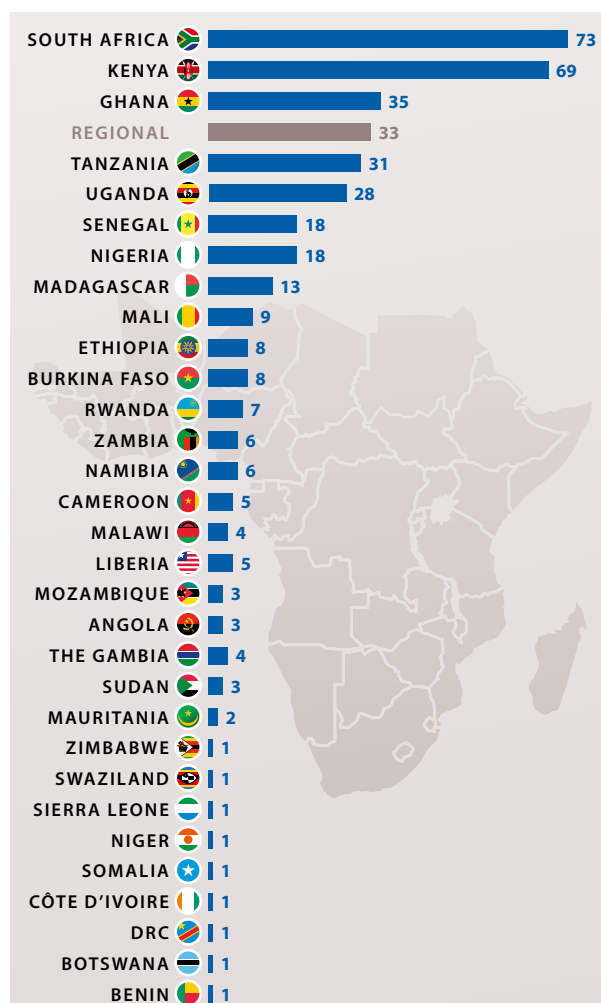 SOUTH AFRICA 73
KENYA 69
GHANA 35
REGIONAL 33
TANZANIA 31
UGANDA 28
SENEGAL 18
NIGERIA 18
MADAGASCAR 13
MALI 9
ETHIOPIA 8
BURKINA FASO 8
RWANDA 7
ZAMBIA 6
NAMIBIA 6
CAMEROON 5
MALAWI 4
LIBERIA 5
MOZAMBIQUE 3
ANGOLA 3
THE GAMBIA 4
SUDAN 3
MAURITANIA 2
ZIMBABWE 1
SWAZILAND 1
SIERRA LEONE 1
NIGER 1
SOMALIA 1
CÔTE D'IVOIRE 1
DRC 1
BOTSWANA 1
BENIN 1